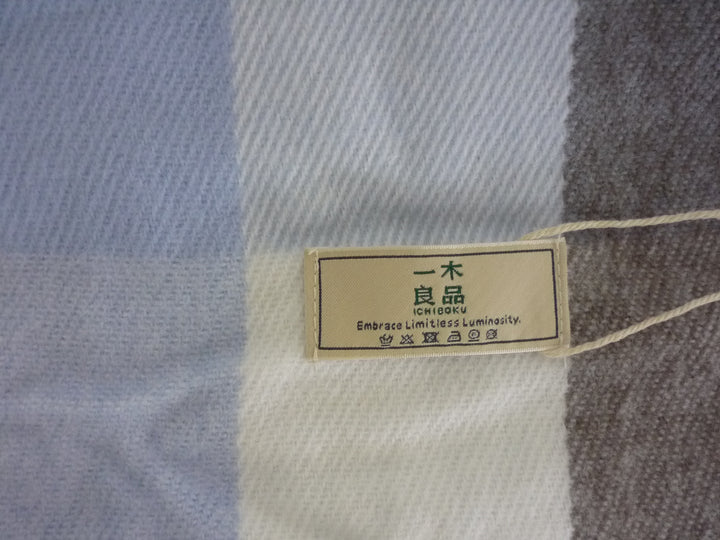 一木
良品
ICHIBOKU
Embrace Limitless Luminosity.